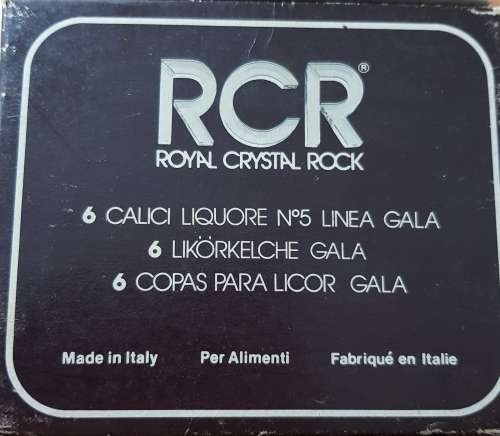 RCR®
ROYAL CRYSTAL ROCK
6 CALICI LIQUORE Nº5 LINEA GALA
6 LIKÖRKELCHE GALA
6 COPAS PARA LICOR GALA
Made in Italy Per Alimenti Fabriqué en Italie